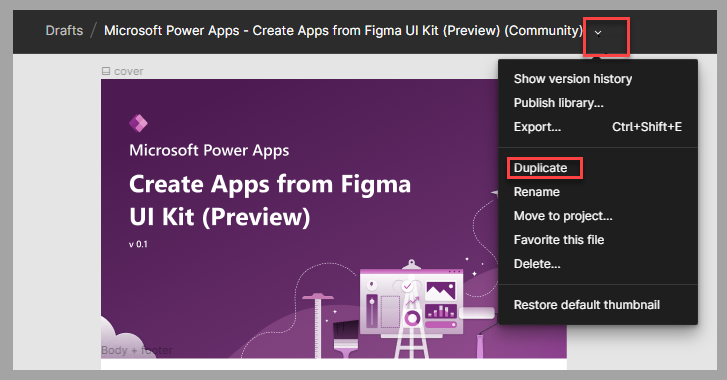 Drafts / Microsoft Power Apps - Create Apps from Figma UI Kit (Preview) (Community)
cover
Microsoft Power Apps
Create Apps from Figma
UI Kit (Preview)
v 0.1
Body + footer
Show version history
Publish library...
Export... Ctrl+Shift+E
Duplicate
Rename
Move to project...
Favorite this file
Delete...
Restore default thumbnail